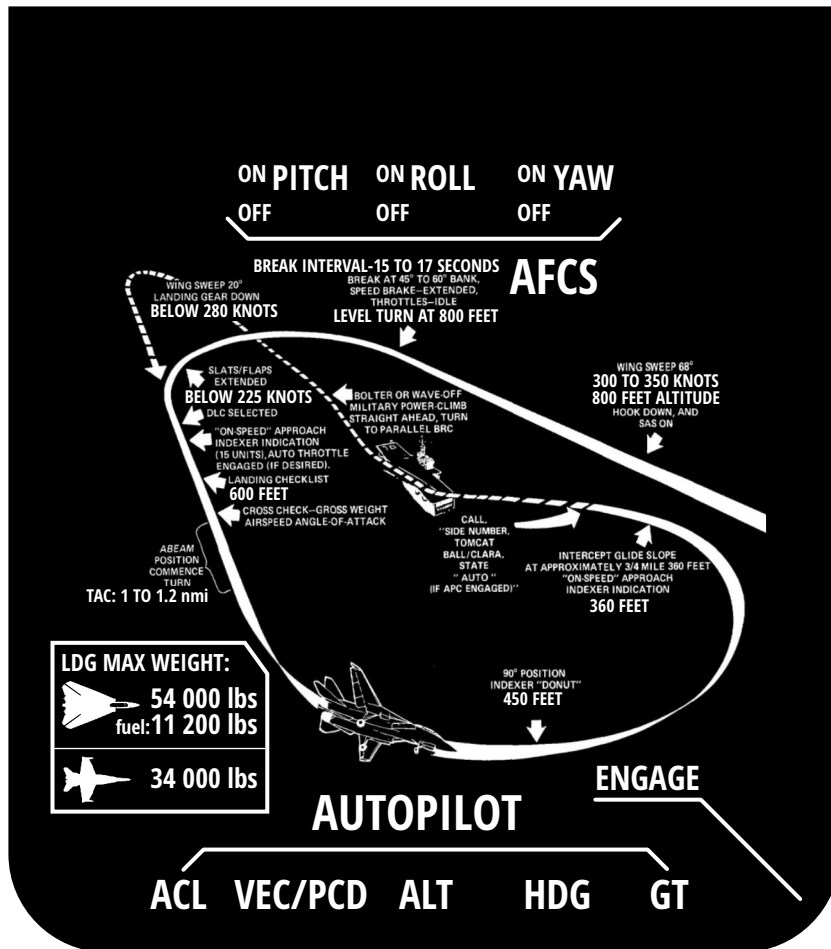 ON PITCH ON ROLL ON YAW
OFF OFF OFF
AFCS
BREAK INTERVAL-15 TO 17 SECONDS
BREAK AT 45° TO 60° BANK,
SPEED BRAKE—EXTENDED,
THROTTLES—IDLE
LEVEL TURN AT 800 FEET
WING SWEEP 20°
LANDING GEAR DOWN
BELOW 280 KNOTS
WING SWEEP 68°
300 TO 350 KNOTS
800 FEET ALTITUDE
HOOK DOWN, AND
SAS ON
SLATS/FLAPS
EXTENDED
BELOW 225 KNOTS
DLC SELECTED
BOLTER OR WAVE-OFF
MILITARY POWER-CLIMB
STRAIGHT AHEAD, TURN
TO PARALLEL BRC
"ON-SPEED" APPROACH
INDEXER INDICATION
(15 UNITS), AUTO THROTTLE
ENGAGED (IF DESIRED).
LANDING CHECKLIST
600 FEET
CROSS CHECK—GROSS WEIGHT
AIRSPEED ANGLE-OF-ATTACK
CALL,
"SIDE NUMBER,
TOMCAT
BALL/CLARA,
STATE
" AUTO "
(IF APC ENGAGED)"
INTERCEPT GLIDE SLOPE
AT APPROXIMATELY 3/4 MILE 360 FEET
"ON-SPEED" APPROACH
INDEXER INDICATION
360 FEET
ABEAM
POSITION
COMMENCE
TURN
TAC: 1 TO 1.2 nmi
90° POSITION
INDEXER "DONUT"
450 FEET
LDG MAX WEIGHT:
54 000 lbs
fuel:11 200 lbs
34 000 lbs
ENGAGE
AUTOPILOT
ACL VEC/PCD ALT HDG GT